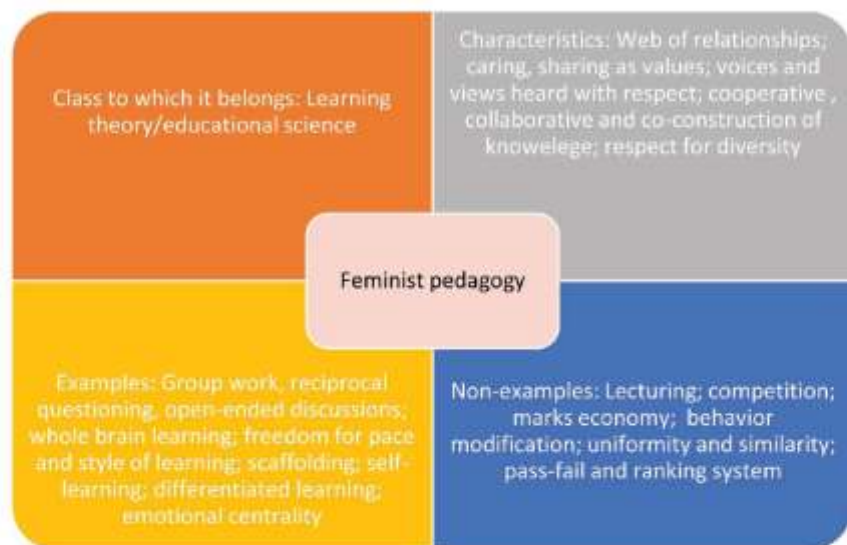 Class to which it belongs: Learning
theory/educational science
Characteristics: Web of relationships;
caring, sharing as values; voices and
views heard with respect; cooperative ,
collaborative and co-construction of
knowelege; respect for diversity
Feminist pedagogy
Examples: Group work, reciprocal
questioning, open-ended discussions;
whole brain learning; freedom for pace
and style of learning; scaffolding; self-
learning; differentiated learning;
emotional centrality
Non-examples: Lecturing; competition;
marks economy; behavior
modification; uniformity and similarity;
pass-fail and ranking system